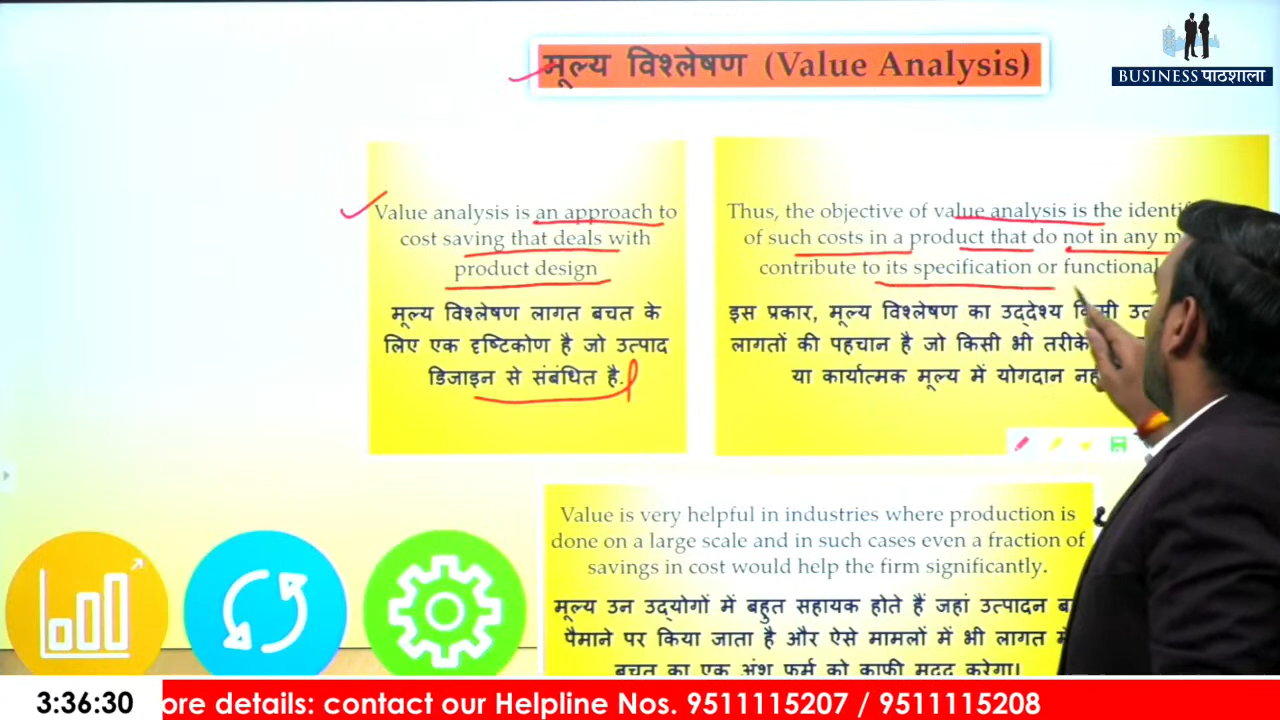 मूल्य विश्लेषण (Value Analysis)
BUSINESS पाठशाला
Value analysis is an approach to
cost saving that deals with
product design
मूल्य विश्लेषण लागत बचत के
लिए एक दृष्टिकोण है जो उत्पाद
डिजाइन से संबंधित है.
Thus, the objective of value analysis is the
of such costs in a product that do not in any
contribute to its specification or
इस प्रकार, मूल्य विश्लेषण का उद्देश्य किसी
लागतों की पहचान है जो किसी भी तरीके
या कार्यात्मक मूल्य में योगदान
Value is very helpful in industries where production is
done on a large scale and in such cases even a fraction of
savings in cost would help the firm significantly.
मूल्य उन उद्योगों में बहुत सहायक होते हैं जहां उत्पादन
पैमाने पर किया जाता है और ऐसे मामलों में भी लागत में
बचत का एक अंश फर्म को काफी मदद करेगा।
3:36:30 ore details: contact our Helpline Nos. 9511115207 / 9511115208